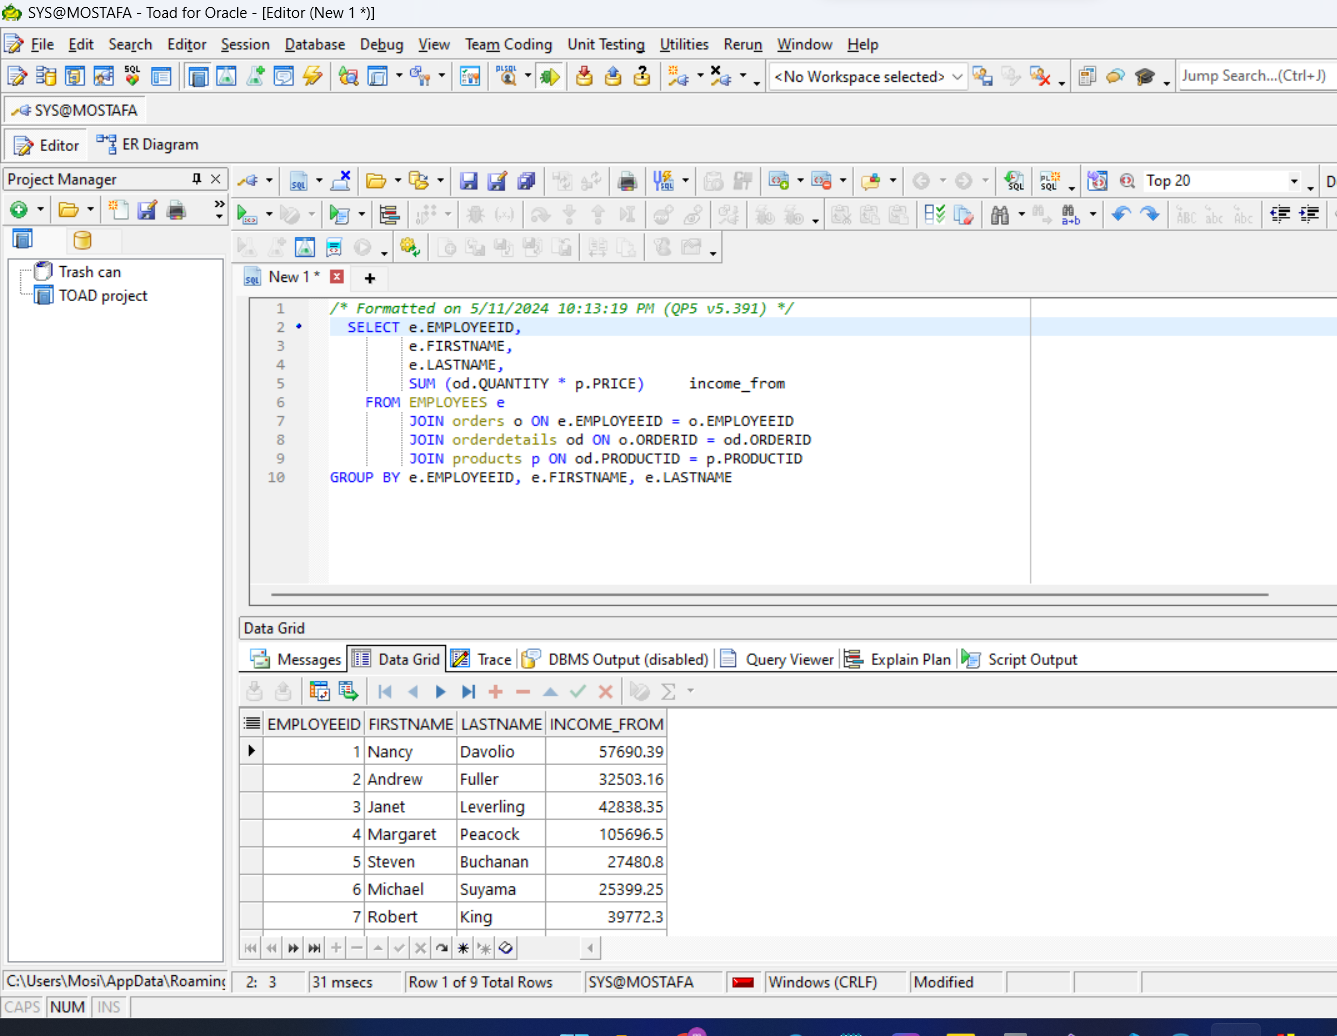 SYS@MOSTAFA - Toad for Oracle - [Editor (New 1 *)]
File Edit Search Editor Session Database Debug View Team Coding Unit Testing Utilities Rerun Window Help
<No Workspace selected> Jump Search...(Ctrl+J)
SYS@MOSTAFA
Editor ER Diagram
Project Manager
Top 20
Trash can
TOAD project
New 1 *
1 /* Formatted on 5/11/2024 10:13:19 PM (QP5 v5.391) */
2 SELECT e.EMPLOYEEID,
3 e.FIRSTNAME,
4 e.LASTNAME,
5 SUM (od.QUANTITY * p.PRICE) income_from
6 FROM EMPLOYEES e
7 JOIN orders o ON e.EMPLOYEEID = o.EMPLOYEEID
8 JOIN orderdetails od ON o.ORDERID = od.ORDERID
9 JOIN products p ON od.PRODUCTID = p.PRODUCTID
10 GROUP BY e.EMPLOYEEID, e.FIRSTNAME, e.LASTNAME
Data Grid
Messages Data Grid Trace DBMS Output (disabled) Query Viewer Explain Plan Script Output
EMPLOYEEID FIRSTNAME LASTNAME INCOME_FROM
1 Nancy Davolio 57690.39
2 Andrew Fuller 32503.16
3 Janet Leverling 42838.35
4 Margaret Peacock 105696.5
5 Steven Buchanan 27480.8
6 Michael Suyama 25399.25
7 Robert King 39772.3
C:\Users\Mosi\AppData\Roaming 2: 3 31 msecs Row 1 of 9 Total Rows SYS@MOSTAFA Windows (CRLF) Modified
CAPS NUM INS